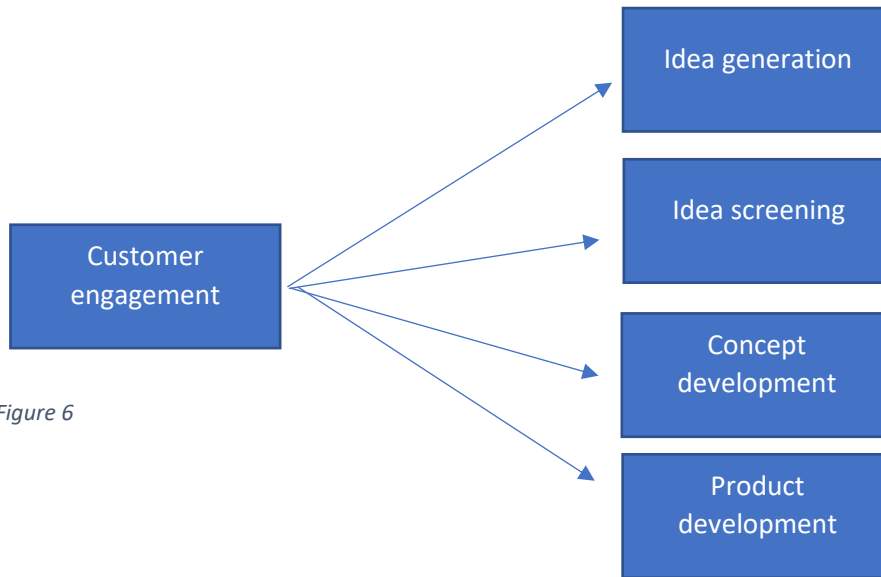 Idea generation
Idea screening
Customer
engagement
Concept
development
Figure 6
Product
development